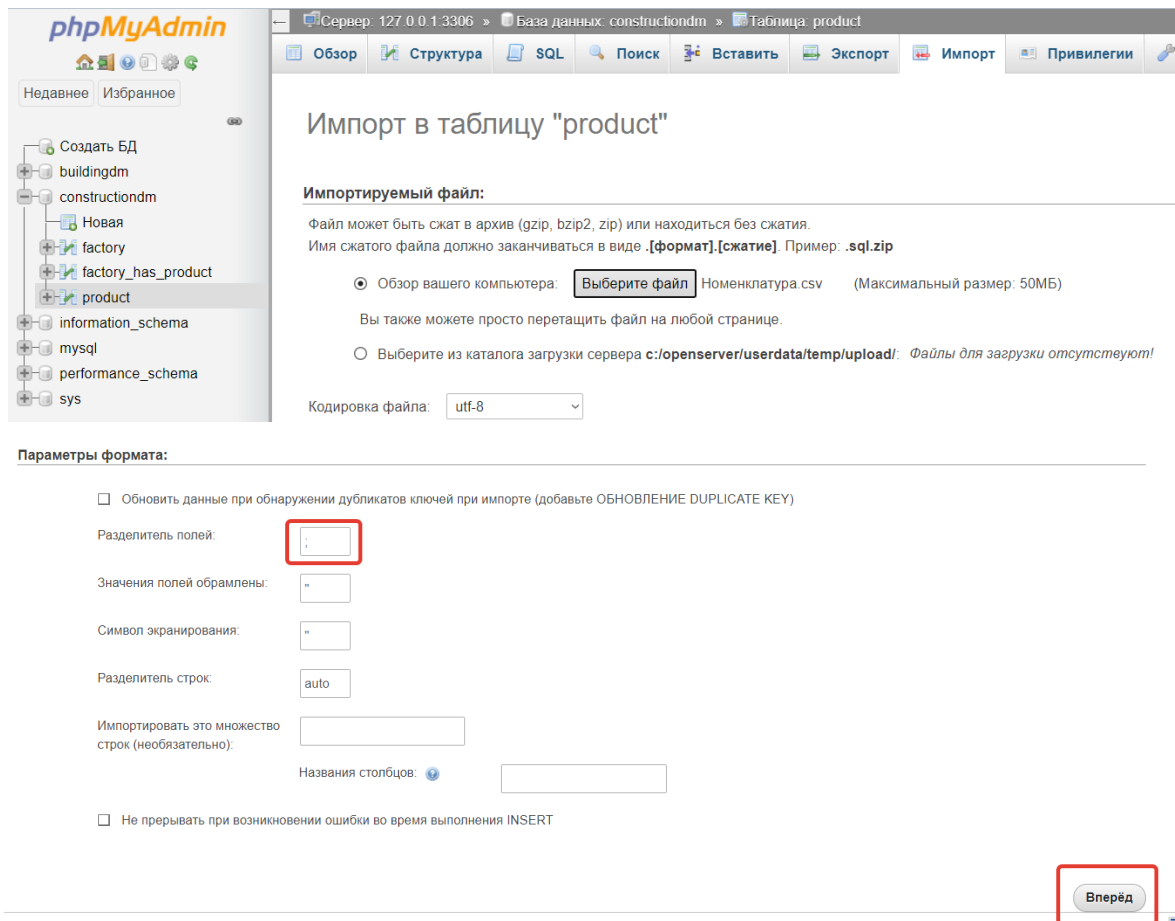 phpMyAdmin
Недавнее Избранное
Создать БД
buildingdm
constructiondm
Новая
factory
factory_has_product
product
information_schema
mysql
performance_schema
sys
← Сервер: 127.0.0.1:3306 » База данных: constructiondm » Таблица: product
Обзор Структура SQL Поиск Вставить Экспорт Импорт Привилегии
Импорт в таблицу "product"
Импортируемый файл:
Файл может быть сжат в архив (gzip, bzip2, zip) или находиться без сжатия.
Имя сжатого файла должно заканчиваться в виде .[формат].[сжатие]. Пример: .sql.zip
Обзор вашего компьютера: Выберите файл Номенклатура.csv (Максимальный размер: 50МБ)
Вы также можете просто перетащить файл на любой странице.
Выберите из каталога загрузки сервера c:/openserver/userdata/temp/upload/: Файлы для загрузки отсутствуют!
Кодировка файла: utf-8
Параметры формата:
Обновить данные при обнаружении дубликатов ключей при импорте (добавьте ОБНОВЛЕНИЕ DUPLICATE KEY)
Разделитель полей: ;
Значения полей обрамлены: "
Символ экранирования: "
Разделитель строк: auto
Импортировать это множество
строк (необязательно):
Названия столбцов:
Не прерывать при возникновении ошибки во время выполнения INSERT
Вперёд